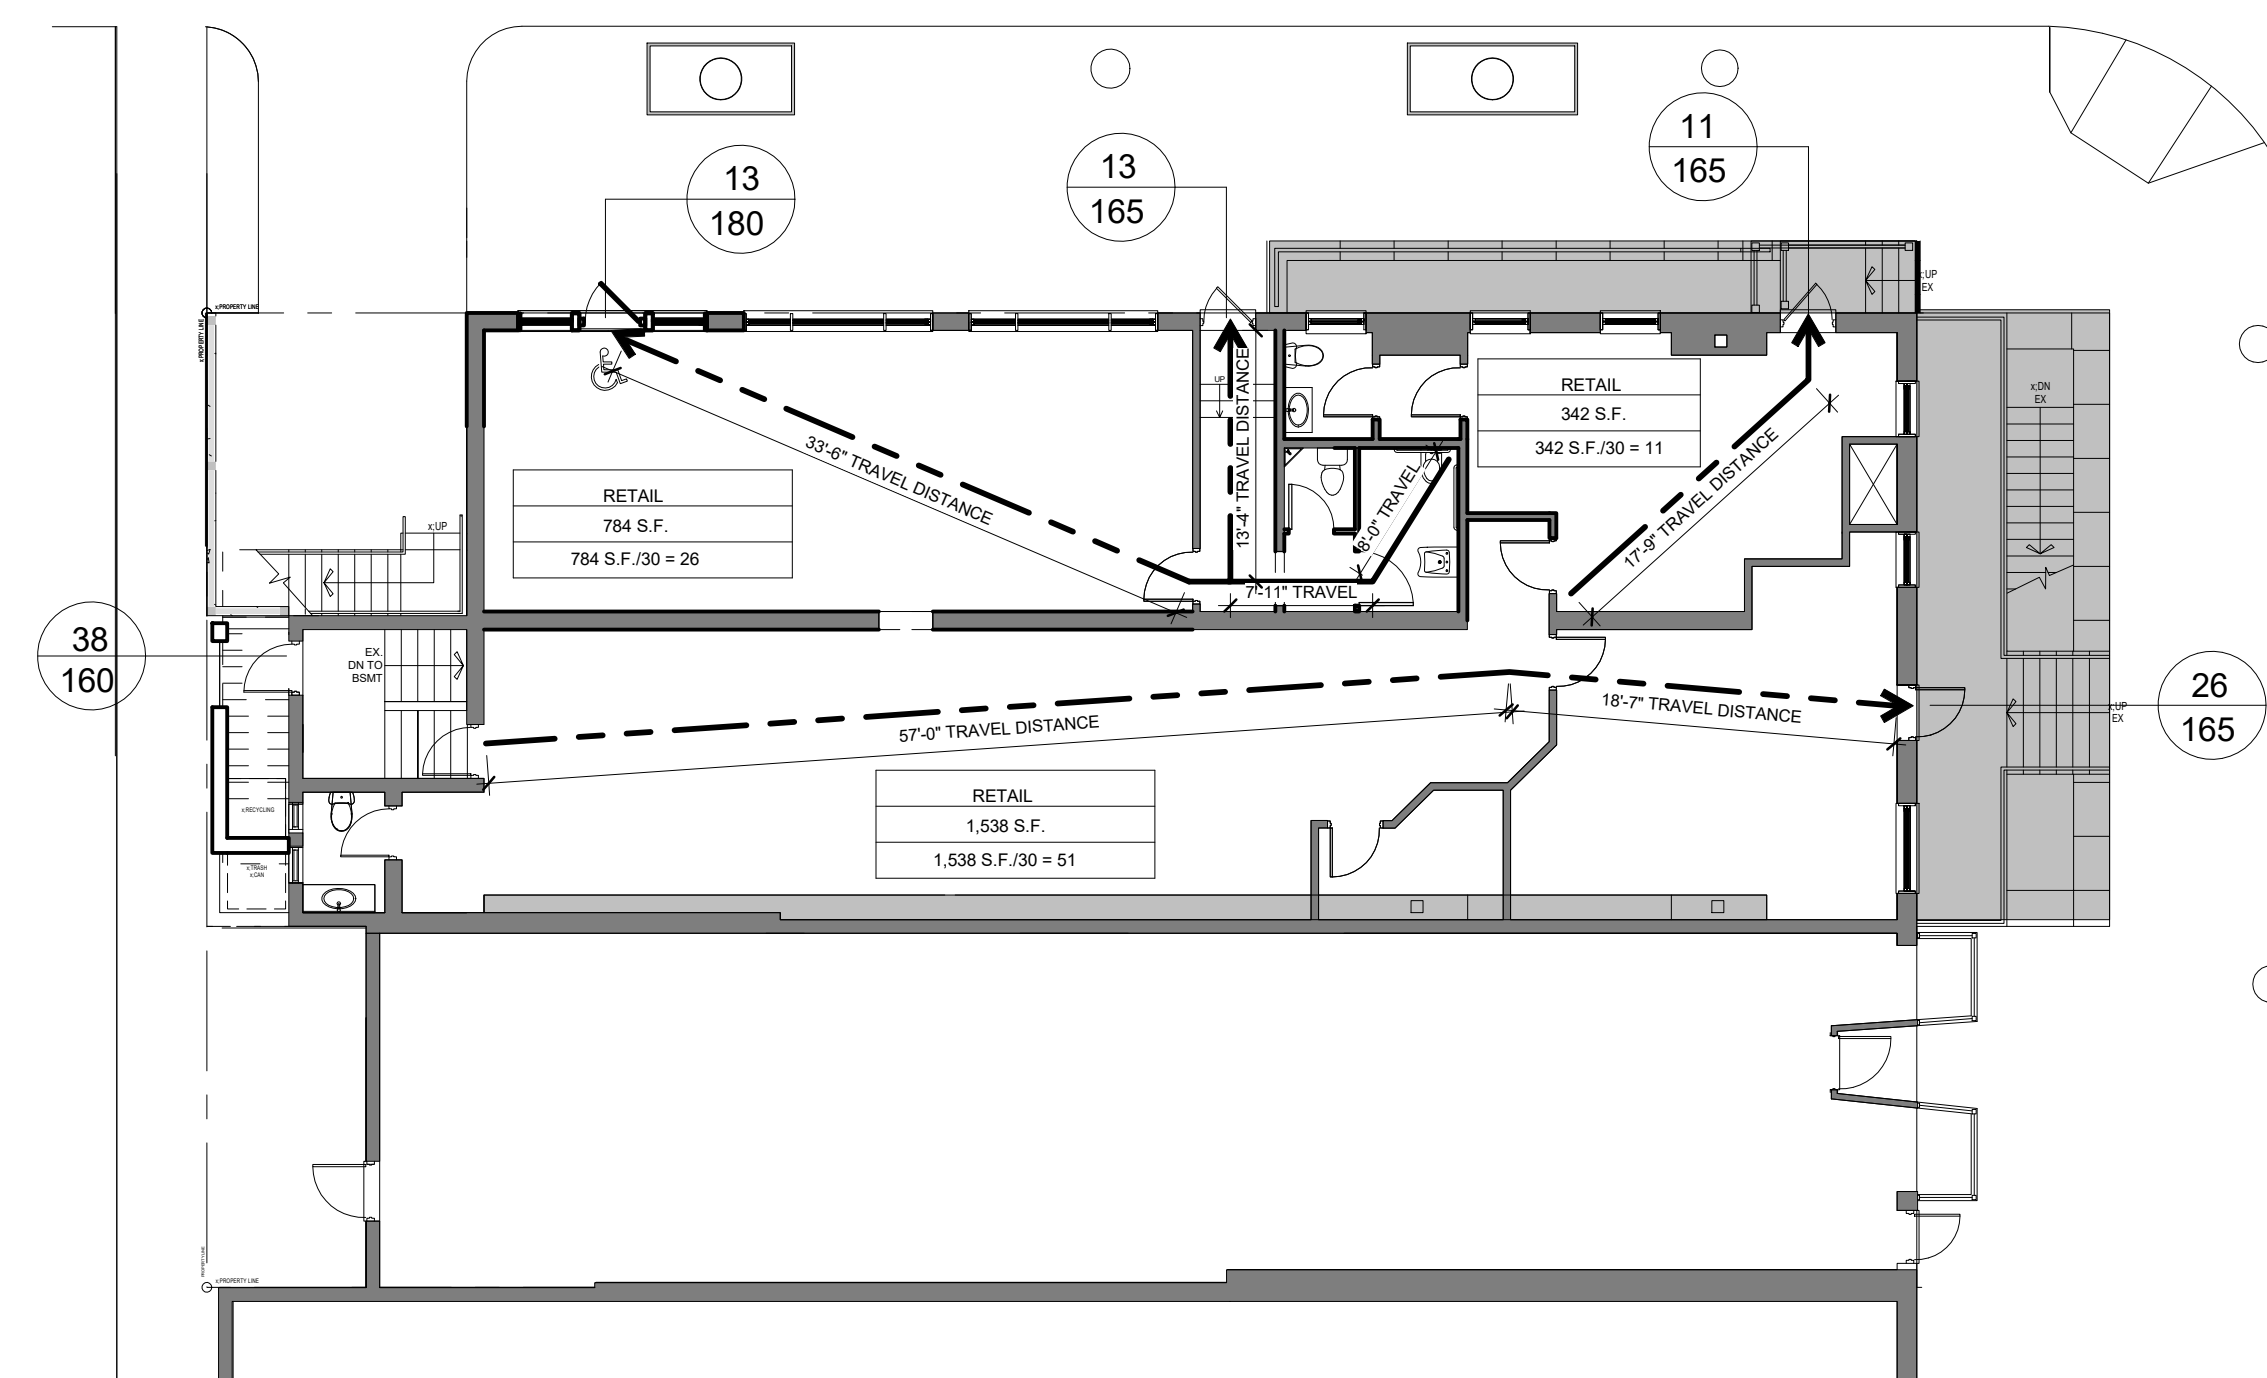 11
165
13
165
13
180
x;UP
EX
x;PROPERTY LINE
x;PROPERTY LINE
RETAIL
342 S.F.
342 S.F./30 = 11
UP
13'-4" TRAVEL DISTANCE
x;DN
EX
33'-6" TRAVEL DISTANCE
8'-0" TRAVEL
17'-9" TRAVEL DISTANCE
RETAIL
784 S.F.
784 S.F./30 = 26
x;UP
7'-11" TRAVEL
38
160
EX.
DN TO
BSMT
57'-0" TRAVEL DISTANCE
18'-7" TRAVEL DISTANCE
26
165
x;UP
EX
RETAIL
1,538 S.F.
1,538 S.F./30 = 51
x;RECYCLING
x;TRASH
x;CAN
PROPERTY LINE
x;PROPERTY LINE